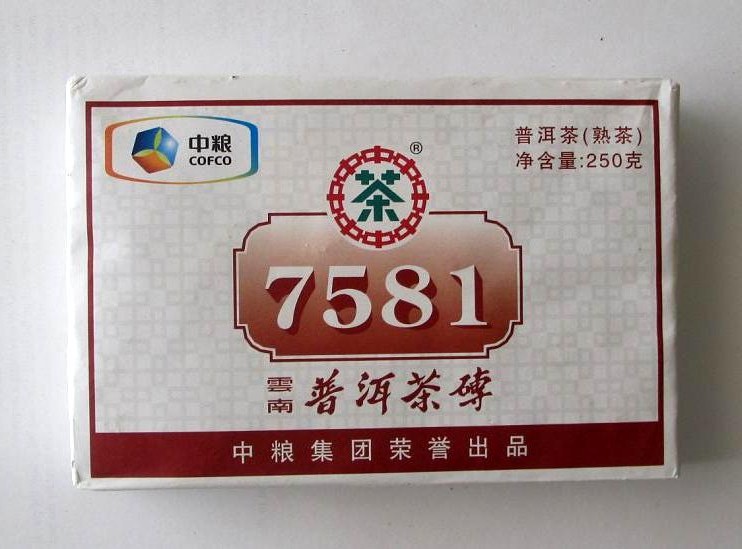 中粮
COFCO
普洱茶(熟茶)
净含量:250克
茶®
7581
雲南
普洱茶磚
中粮集团荣誉出品